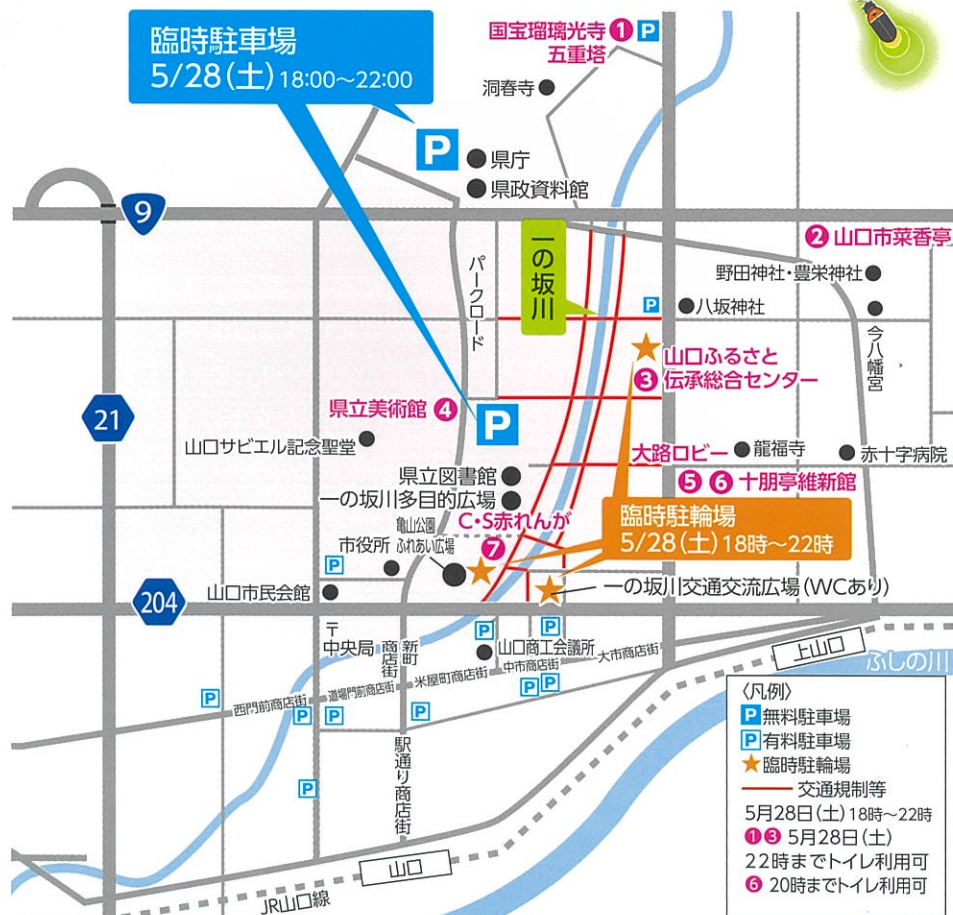 臨時駐車場
5/28(土)18:00～22:00
国宝瑠璃光寺 ❶ P
五重塔
洞春寺
P
県庁
県政資料館
9
❷ 山口市菜香亭
一の坂川
パークロード
野田神社・豊栄神社
P
八坂神社
今八幡宮
山口ふるさと
❸ 伝承総合センター
21
県立美術館 ❹
P
山口サビエル記念聖堂
大路ロビー
龍福寺
赤十字病院
県立図書館
❺ ❻ 十朋亭維新館
一の坂川多目的広場
C・S赤れんが
❼
臨時駐輪場
5/28(土)18時～22時
亀山公園
ふれあい広場
市役所
P
一の坂川交通交流広場(WCあり)
山口市民会館
204
〒
中央局
新町
商店街
P
P
山口商工会議所
上山口
ふしの川
西門前商店街
道場門前商店街
米屋町商店街
中市商店街
大市商店街
P
P
P
P
P
P
P
駅通り商店街
山口
JR山口線
〈凡例〉
P無料駐車場
P有料駐車場
★臨時駐輪場
交通規制等
5月28日(土)18時～22時
❶❸ 5月28日(土)
22時までトイレ利用可
❻ 20時までトイレ利用可